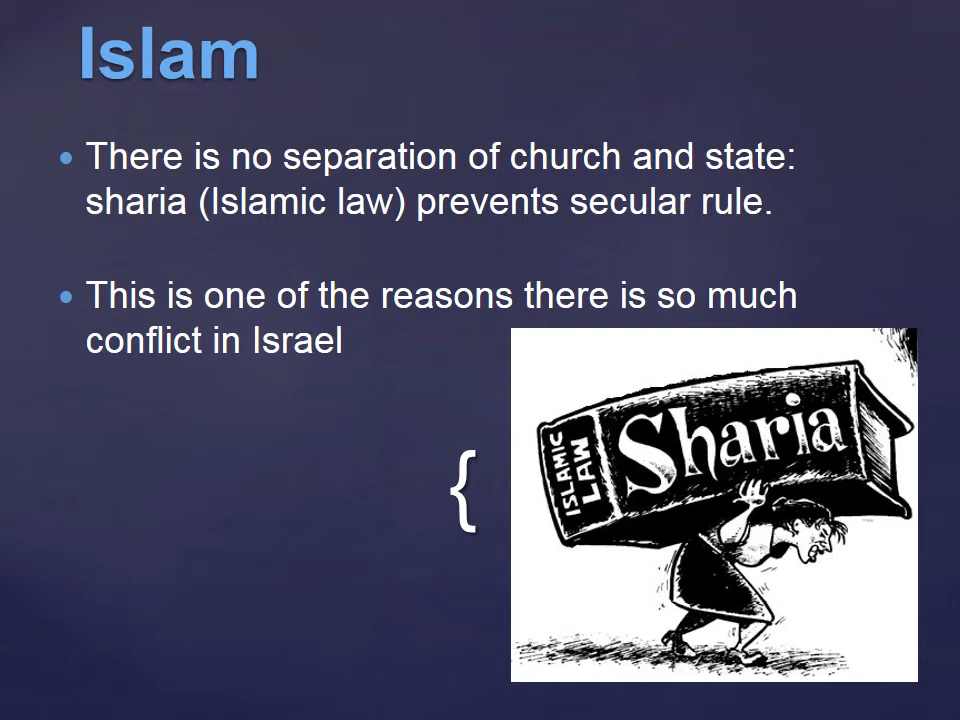 Islam
• There is no separation of church and state:
sharia (Islamic law) prevents secular rule.
• This is one of the reasons there is so much
conflict in Israel
{
ISLAMIC
LAW
Sharia